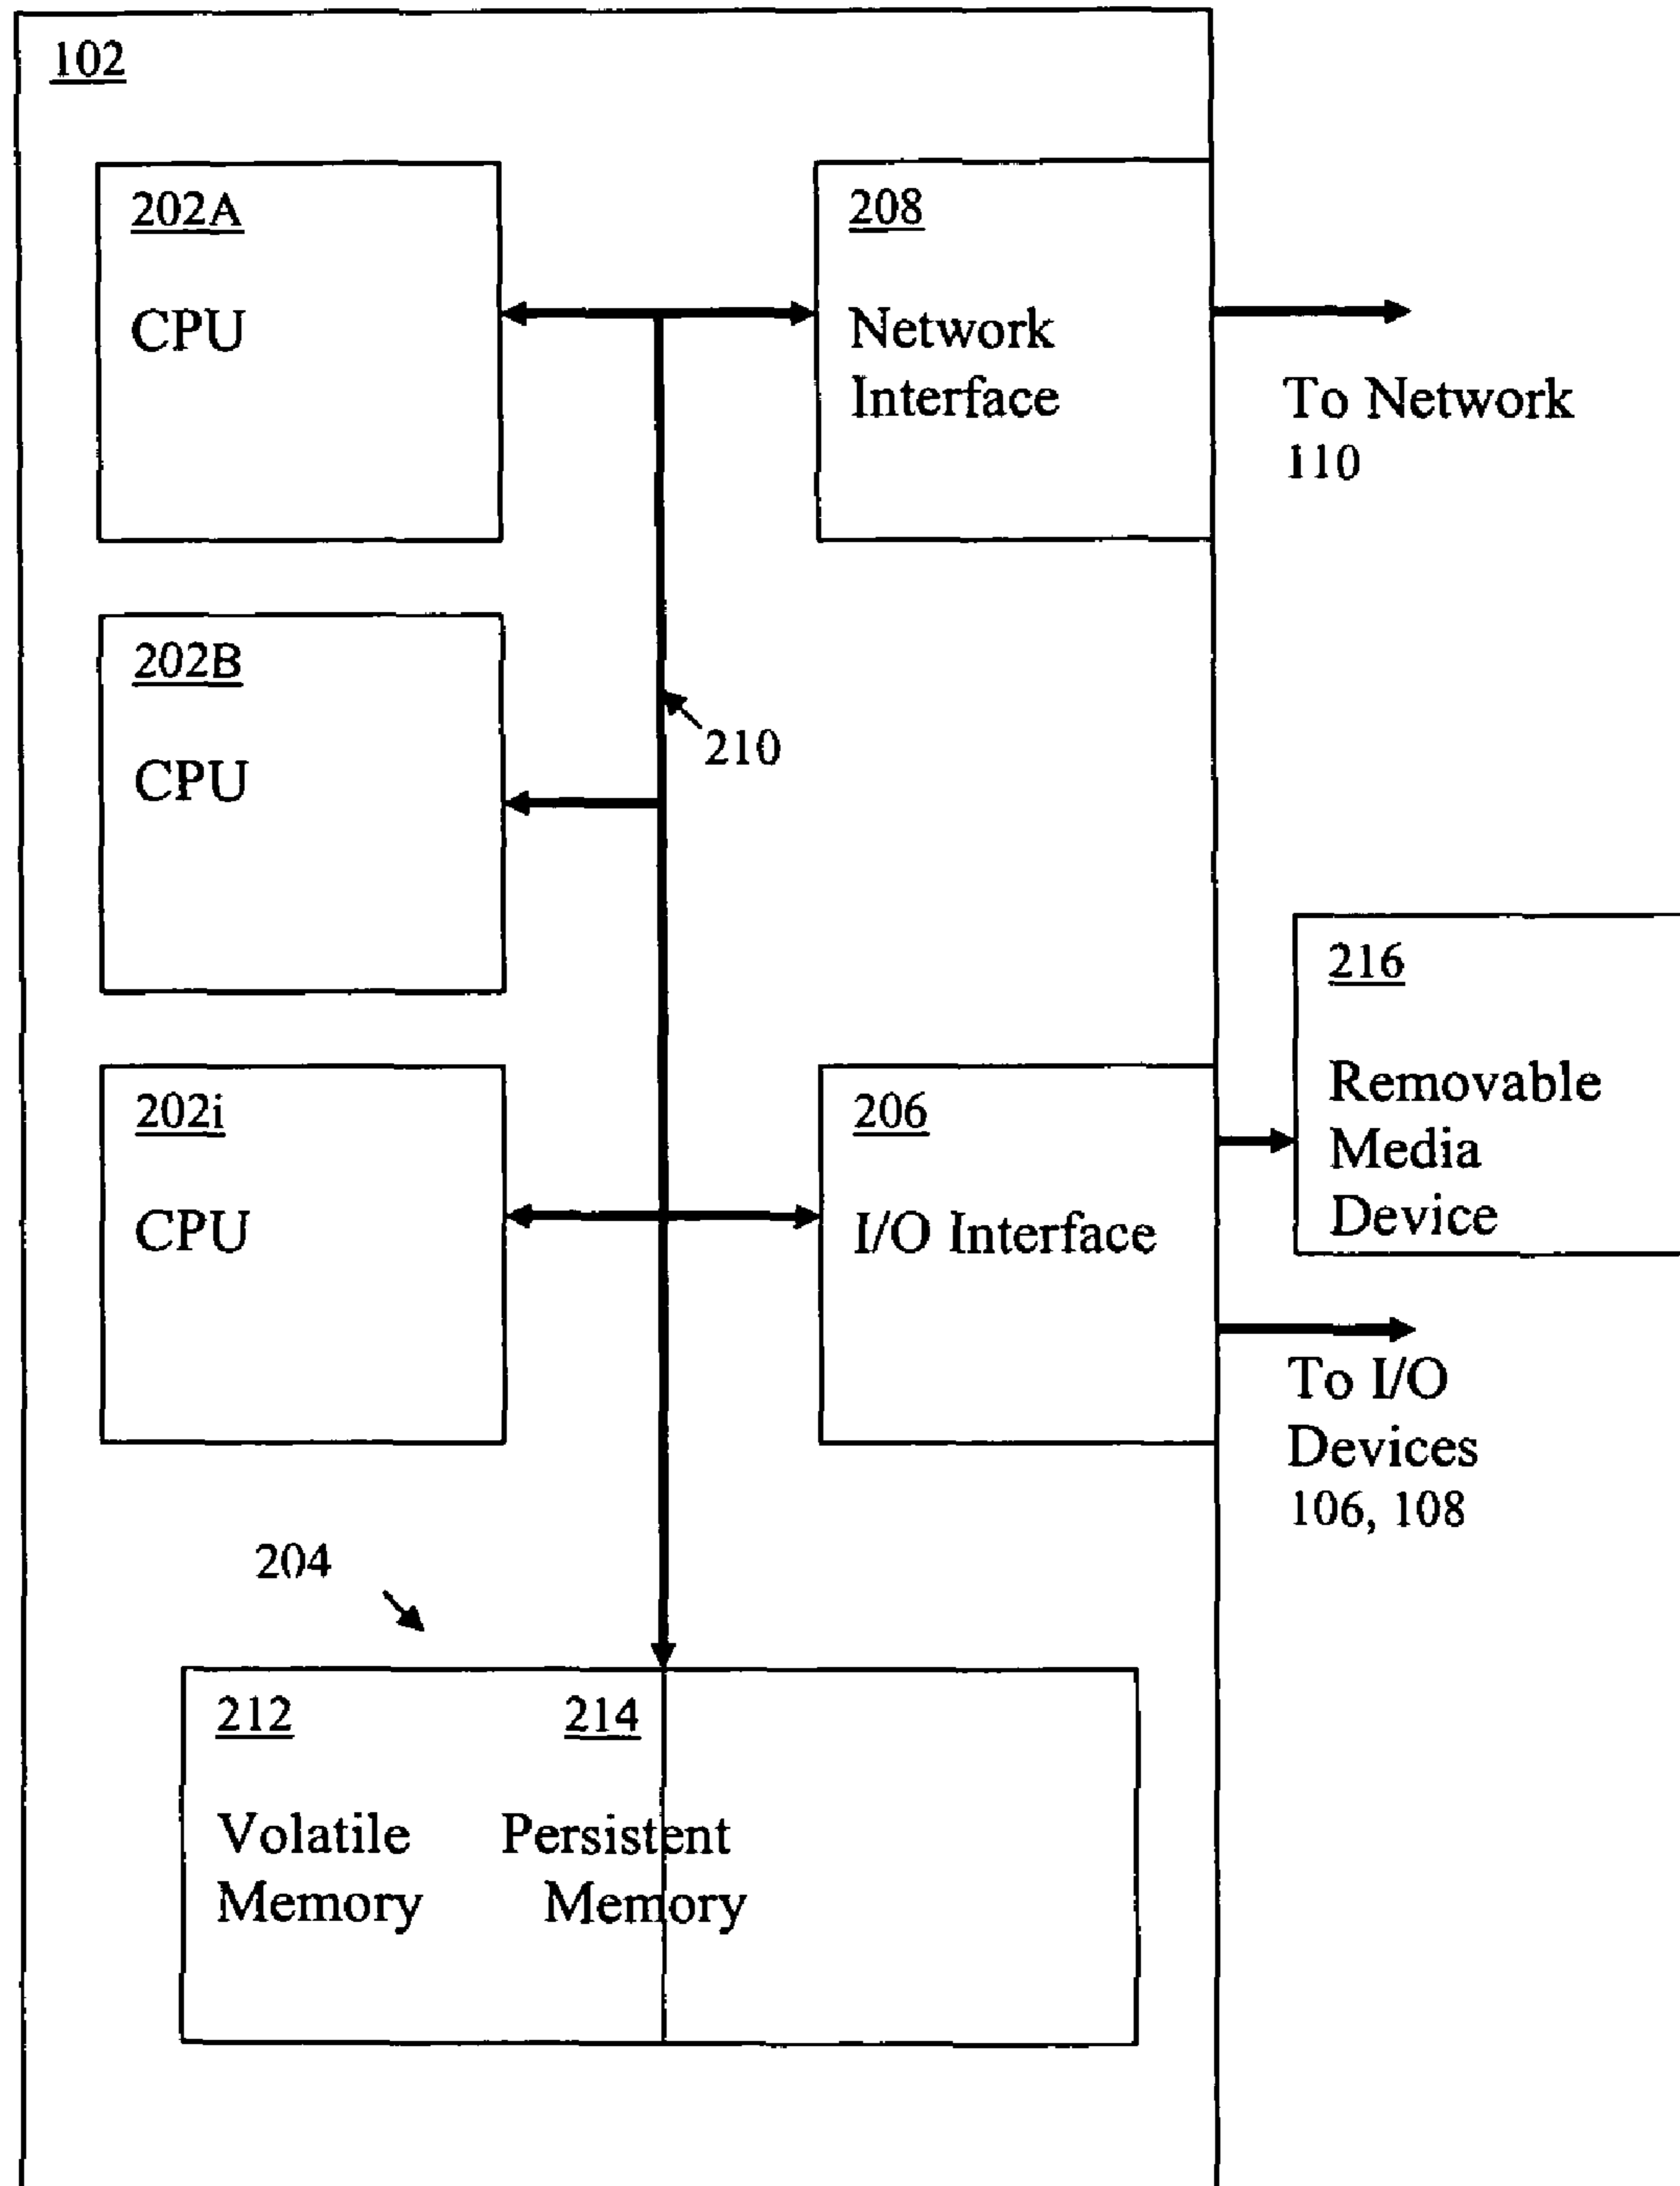 102
202A
CPU
208
Network
Interface
To Network
110
202B
CPU
210
216
Removable
Media
Device
202i
CPU
206
I/O Interface
To I/O
Devices
106, 108
204
212
Volatile
Memory
214
Persistent
Memory